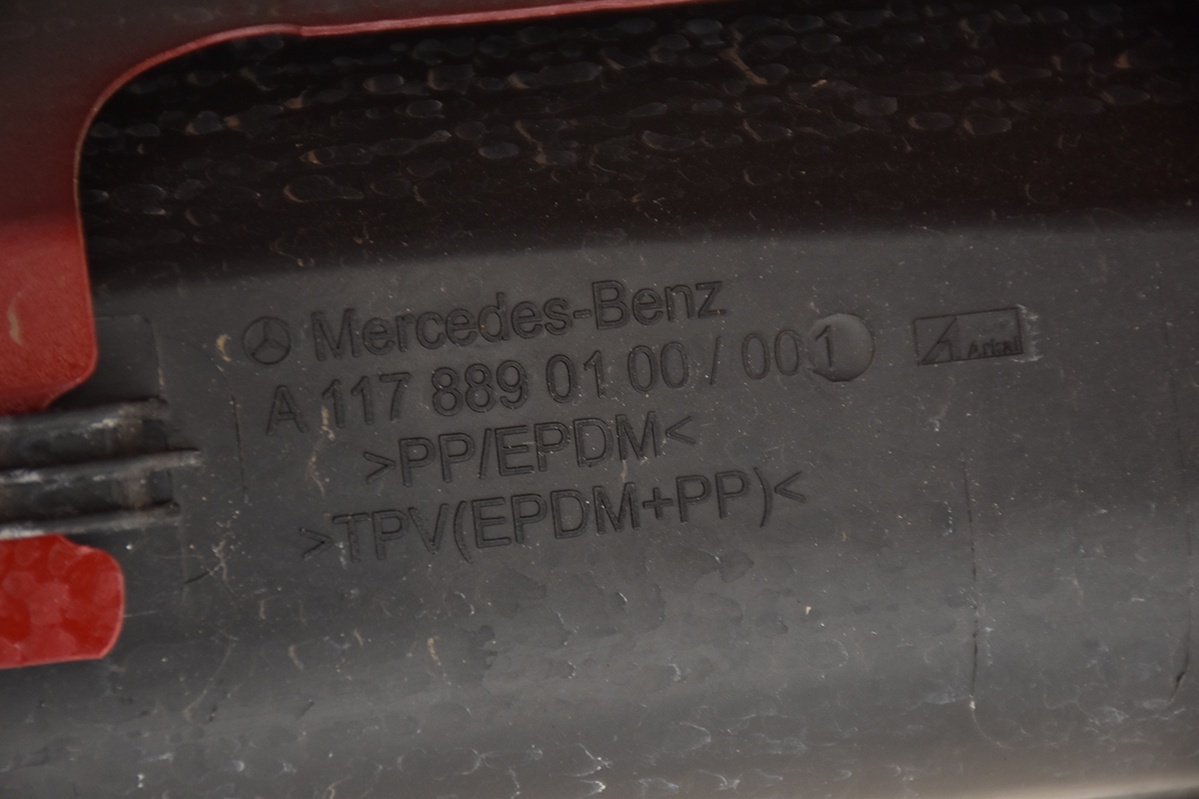 Mercedes-Benz
A 117 889 01 00 / 001
>PP/EPDM<
>TPV(EPDM+PP)<